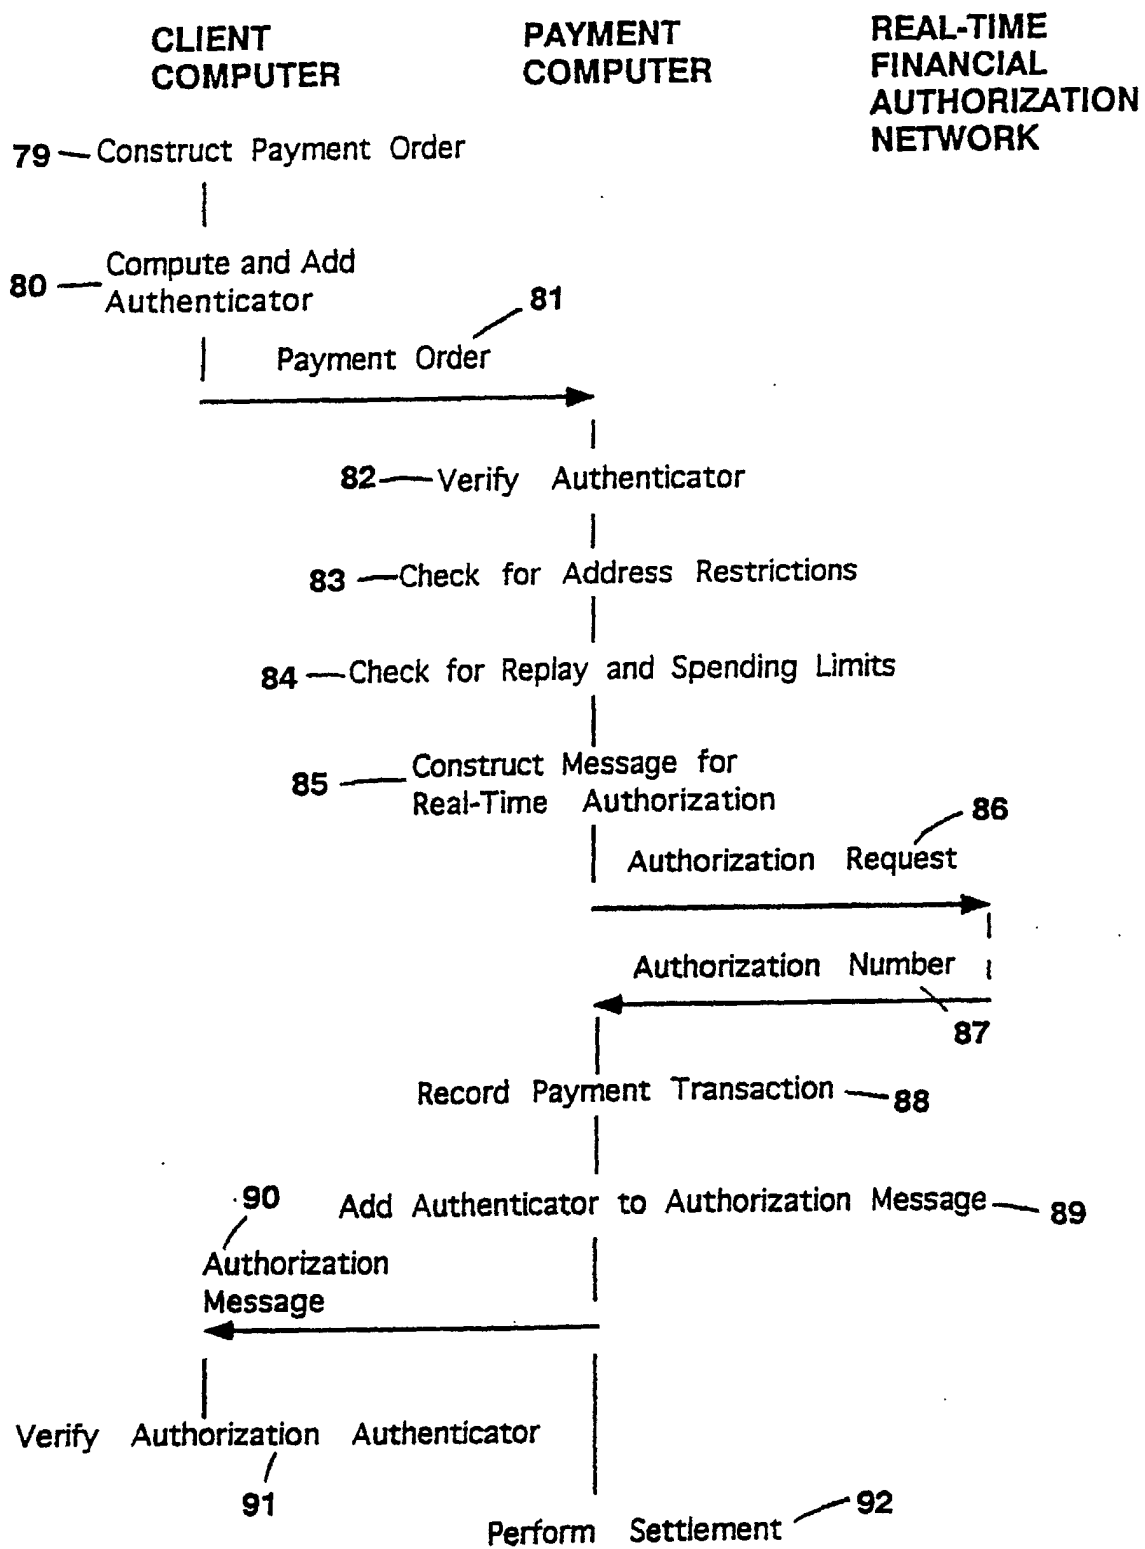 CLIENT
COMPUTER
PAYMENT
COMPUTER
REAL-TIME
FINANCIAL
AUTHORIZATION
NETWORK
79 Construct Payment Order
80 Compute and Add
Authenticator
81
Payment Order
82 Verify Authenticator
83 Check for Address Restrictions
84 Check for Replay and Spending Limits
85 Construct Message for
Real-Time Authorization
86
Authorization Request
Authorization Number
87
Record Payment Transaction 88
90
Add Authenticator to Authorization Message 89
Authorization
Message
Verify Authorization Authenticator
91
92
Perform Settlement